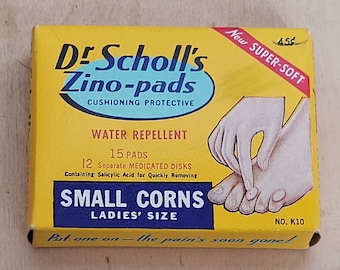 Dr Scholl's
45¢
New SUPER-SOFT
Zino-pads
CUSHIONING PROTECTIVE
WATER REPELLENT
15 PADS
12 Separate MEDICATED DISKS
Containing Salicylic Acid for Quickly Removing
SMALL CORNS
LADIES' SIZE
NO. K10
Put one on—the pain's soon gone!